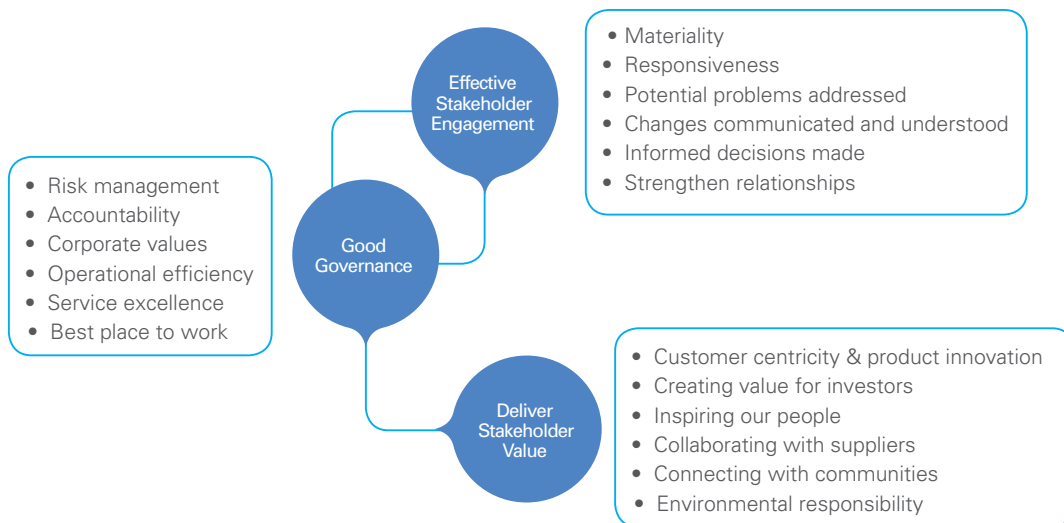 Effective
Stakeholder
Engagement
• Materiality
• Responsiveness
• Potential problems addressed
• Changes communicated and understood
• Informed decisions made
• Strengthen relationships
• Risk management
• Accountability
• Corporate values
• Operational efficiency
• Service excellence
• Best place to work
Good
Governance
Deliver
Stakeholder
Value
• Customer centricity & product innovation
• Creating value for investors
• Inspiring our people
• Collaborating with suppliers
• Connecting with communities
• Environmental responsibility